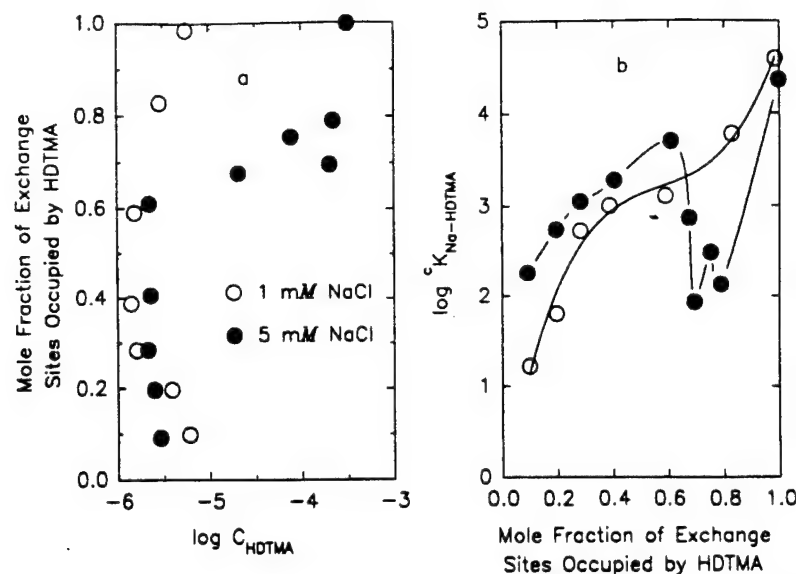 Mole Fraction of Exchange
Sites Occupied by HDTMA
1.0
0.8
0.6
0.4
0.2
0.0
a
1 mM NaCl
5 mM NaCl
-6
-5
-4
-3
log C_HDTMA
log ᶜK_Na-HDTMA
5
4
3
2
1
0
b
0.0
0.2
0.4
0.6
0.8
1.0
Mole Fraction of Exchange
Sites Occupied by HDTMA